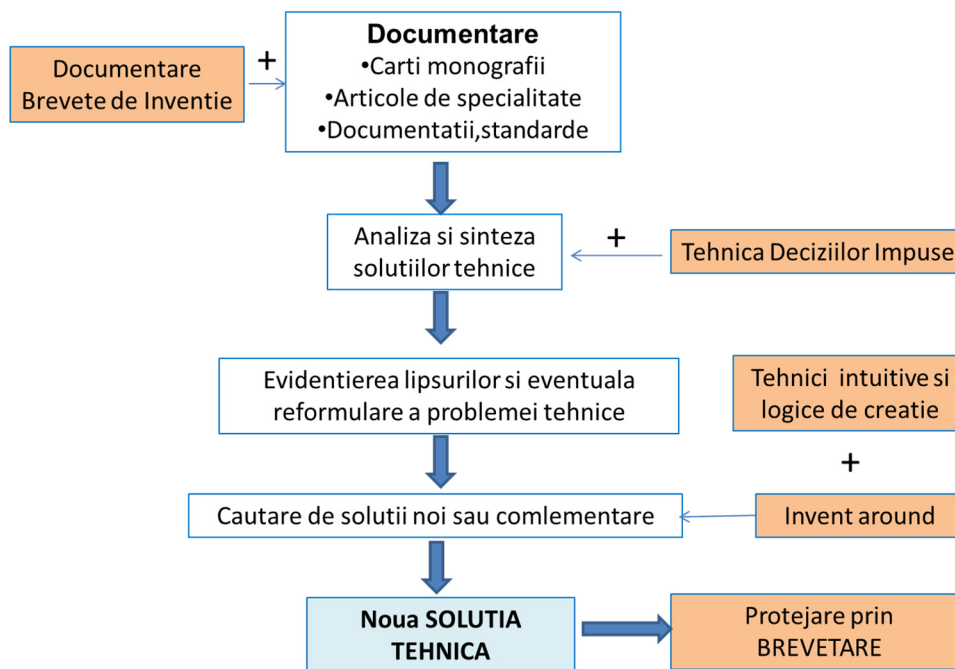 Documentare
Brevete de Inventie
+
Documentare
•Carti monografii
•Articole de specialitate
•Documentatii,standarde
Analiza si sinteza
solutiilor tehnice
+
Tehnica Deciziilor Impuse
Evidentierea lipsurilor si eventuala
reformulare a problemei tehnice
Tehnici intuitive si
logice de creatie
+
Cautare de solutii noi sau comlementare
Invent around
Noua SOLUTIA
TEHNICA
Protejare prin
BREVETARE